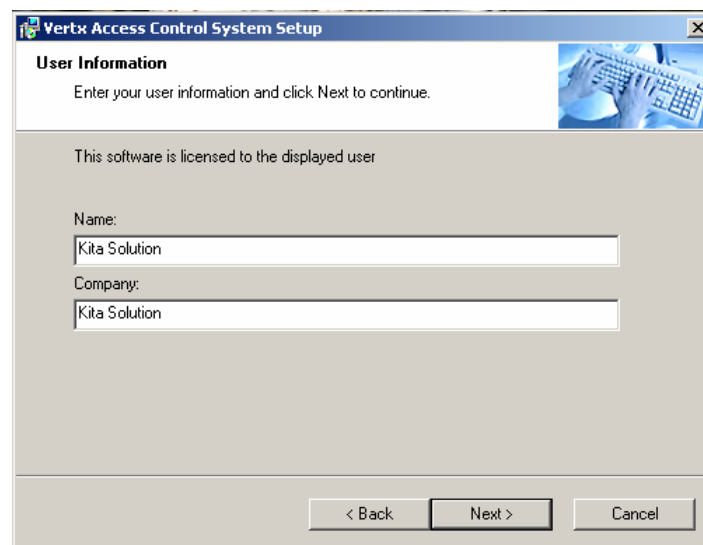 Vertx Access Control System Setup
User Information
Enter your user information and click Next to continue.
This software is licensed to the displayed user
Name:
Kita Solution
Company:
Kita Solution
< Back Next > Cancel